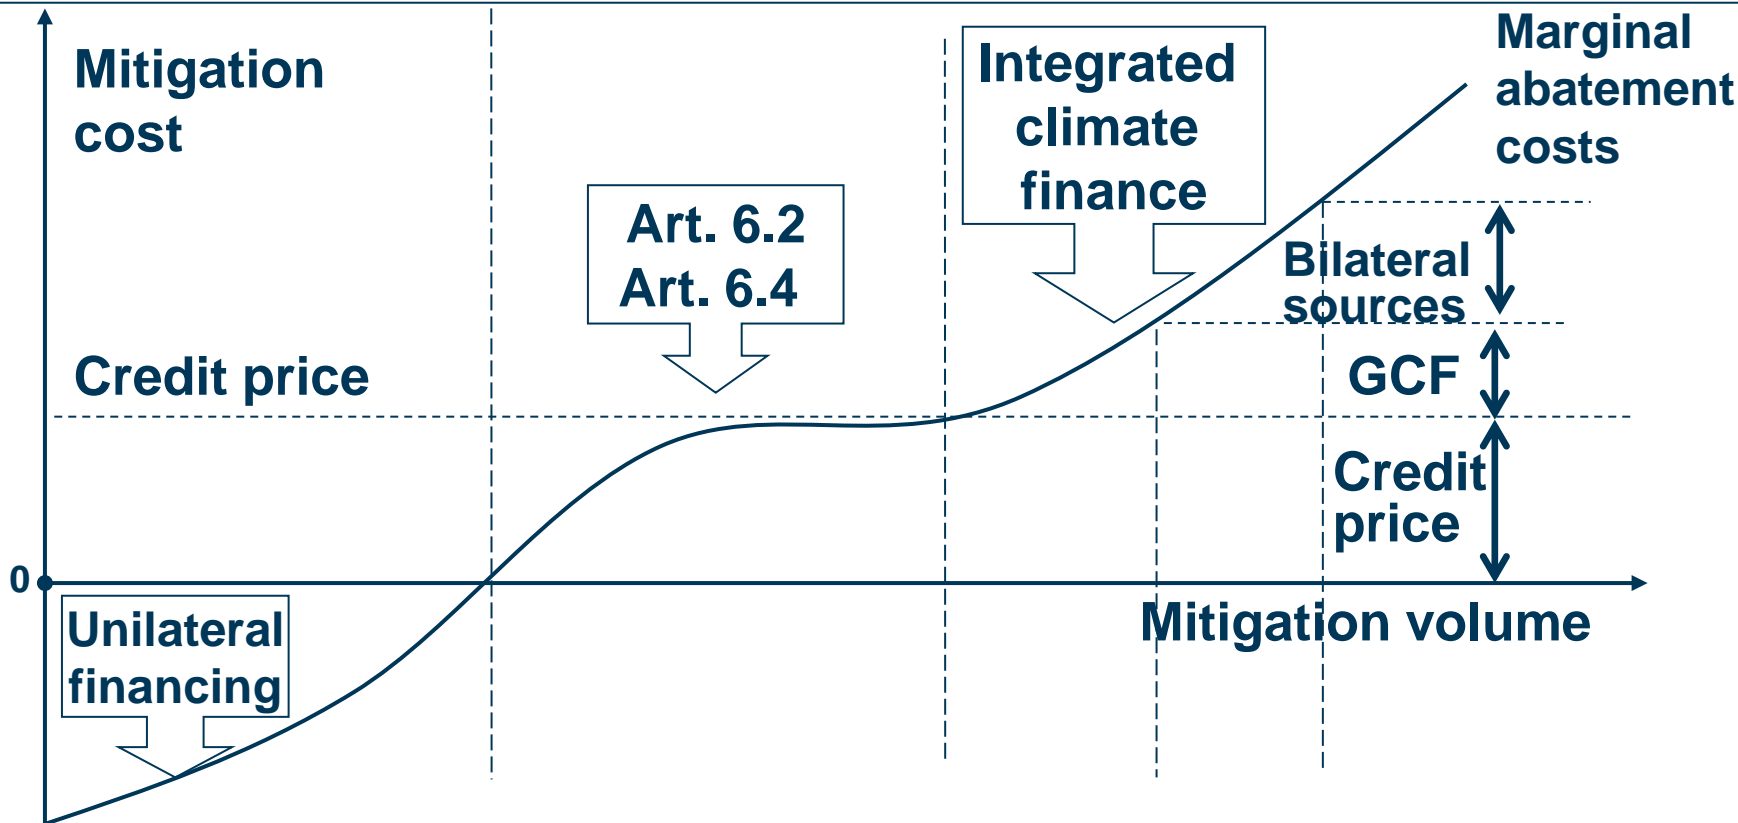 Mitigation
cost
Art. 6.2
Art. 6.4
Integrated
climate
finance
Marginal
abatement
costs
Bilateral
sources
Credit price
GCF
Credit
price
0
Unilateral
financing
Mitigation volume